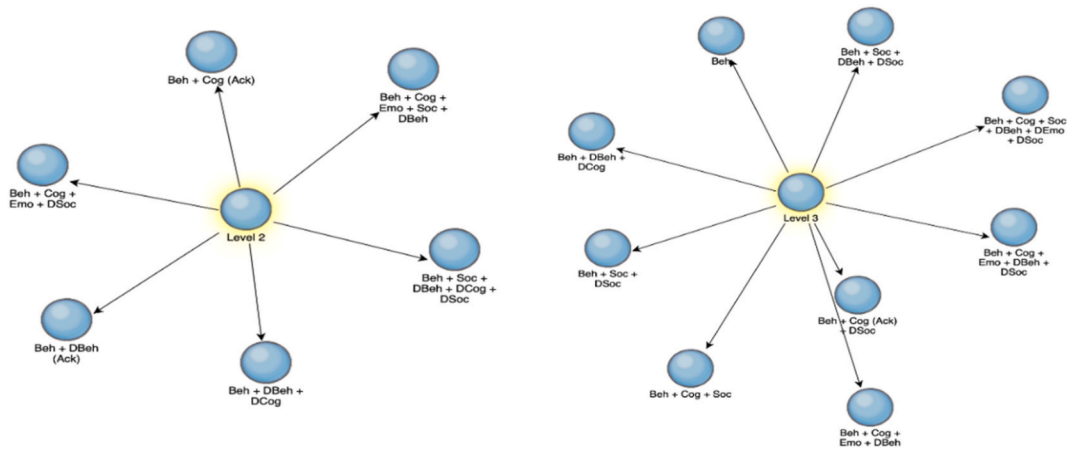 Beh + Cog (Ack)
Beh + Cog +
Emo + Soc +
DBeh
Beh + Cog +
Emo + DSoc
Level 2
Beh + Soc +
DBeh + DCog +
DSoc
Beh + DBeh
(Ack)
Beh + DBeh +
DCog
Beh
Beh + Soc +
DBeh + DSoc
Beh + Cog + Soc
+ DBeh + DEmo
+ DSoc
Beh + DBeh +
DCog
Level 3
Beh + Soc +
DSoc
Beh + Cog +
Emo + DBeh +
DSoc
Beh + Cog (Ack)
+ DSoc
Beh + Cog + Soc
Beh + Cog +
Emo + DBeh